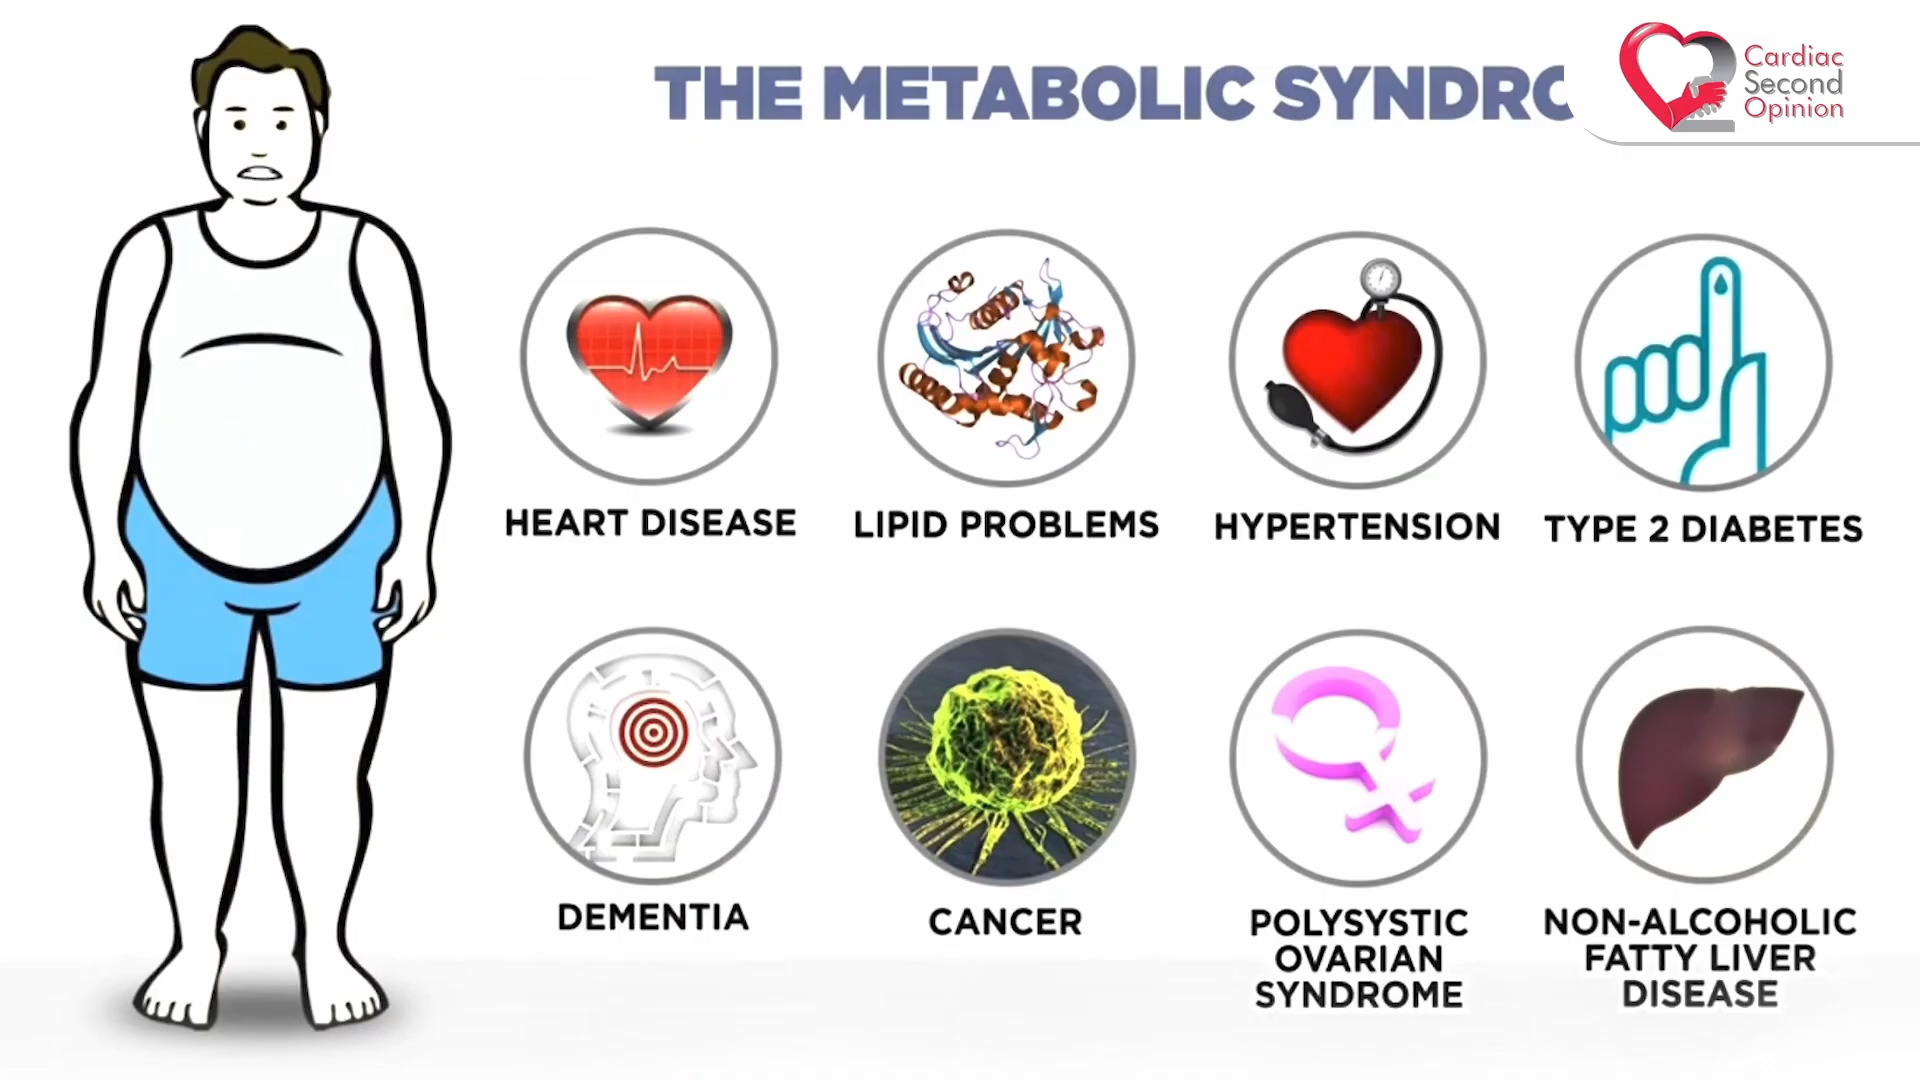 THE METABOLIC SYNDRO
Cardiac
Second
Opinion
HEART DISEASE
LIPID PROBLEMS
HYPERTENSION
TYPE 2 DIABETES
DEMENTIA
CANCER
POLYSYSTIC
OVARIAN
SYNDROME
NON-ALCOHOLIC
FATTY LIVER
DISEASE